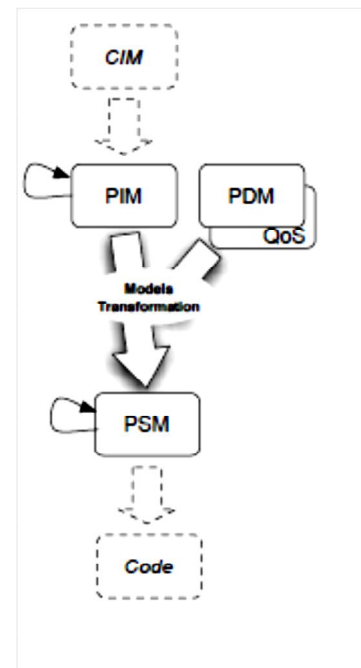 CIM
PIM
PDM
QoS
Models
Transformation
PSM
Code